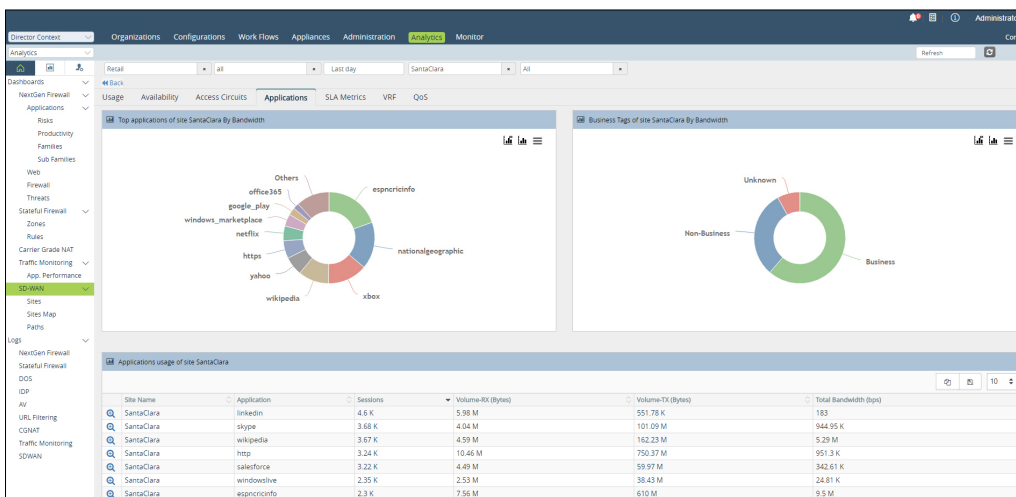 Administrato
Director Context Organizations Configurations Work Flows Appliances Administration Analytics Monitor Con
Analytics Refresh
Retail all Last day SantaClara All
Dashboards
Back
NextGen Firewall
Usage Availability Access Circuits Applications SLA Metrics VRF QoS
Applications
Risks
Productivity
Families
Sub Families
Web
Firewall
Threats
Stateful Firewall
Zones
Rules
Carrier Grade NAT
Traffic Monitoring
App. Performance
SD-WAN
Sites
Sites Map
Paths
Logs
NextGen Firewall
Stateful Firewall
DOS
IDP
AV
URL Filtering
CGNAT
Traffic Monitoring
SDWAN
Top applications of site SantaClara By Bandwidth
Others
office365
google_play
windows_marketplace
netflix
https
yahoo
wikipedia
xbox
nationalgeographic
espncricinfo
Business Tags of site SantaClara By Bandwidth
Unknown
Non-Business
Business
Applications usage of site SantaClara
10
Site Name Application Sessions Volume-RX (Bytes) Volume-TX (Bytes) Total Bandwidth (bps)
SantaClara linkedin 4.6 K 5.98 M 551.78 K 183
SantaClara skype 3.68 K 4.04 M 101.09 M 944.95 K
SantaClara wikipedia 3.67 K 4.59 M 162.23 M 5.29 M
SantaClara http 3.24 K 10.46 M 750.37 M 951.3 K
SantaClara salesforce 3.22 K 4.49 M 59.97 M 342.61 K
SantaClara windowslive 2.35 K 2.53 M 38.43 M 24.81 K
SantaClara espncricinfo 2.3 K 7.56 M 610 M 9.5 M